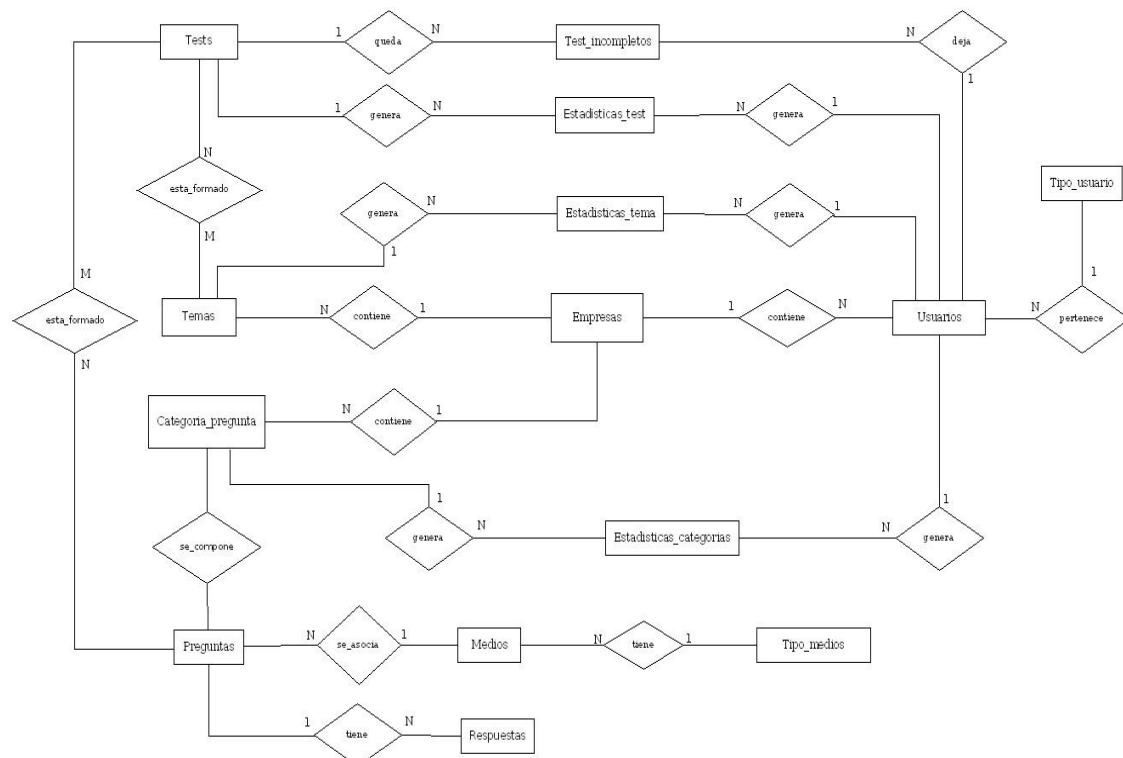 Tests
1
queda
N
Test_incompletos
N
deja
1
1
genera
N
Estadisticas_test
N
genera
1
N
esta_formado
M
genera
N
1
Estadisticas_tema
N
genera
1
Tipo_usuario
1
M
esta_formado
N
Temas
N
contiene
1
Empresas
1
contiene
N
Usuarios
N
pertenece
Categoria_pregunta
N
contiene
1
1
genera
N
Estadisticas_categorias
N
genera
1
se_compone
Preguntas
N
se_asocia
1
Medios
N
tiene
1
Tipo_medios
1
tiene
N
Respuestas